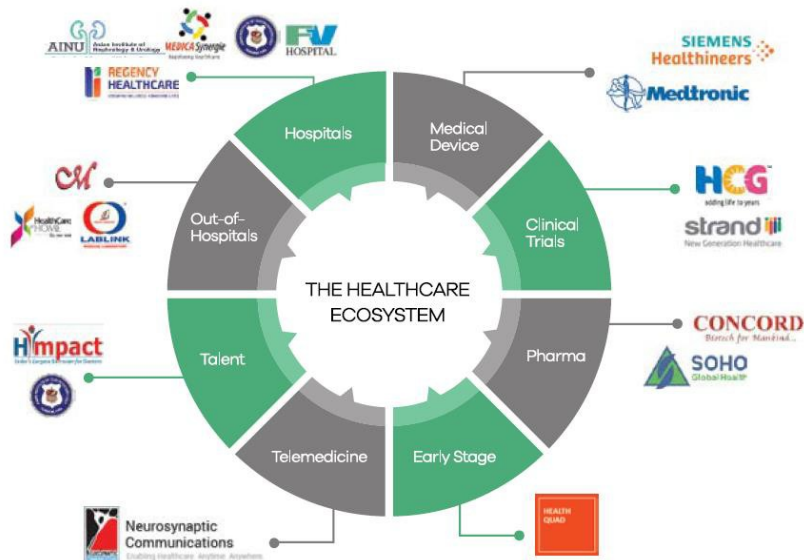 AINU
Asian Institute of
Nephrology & Urology
MEDICA Synergie
FV
HOSPITAL
REGENCY
HEALTHCARE
SIEMENS
Healthineers
Medtronic
Hospitals
Medical
Device
CM
HealthCare
HOME
LABLINK
Out-of-
Hospitals
Clinical
Trials
HCG
adding life to years
strand
New Generation Healthcare
THE HEALTHCARE
ECOSYSTEM
Himpact
Talent
Pharma
CONCORD
Biotech for Mankind...
SOHO
Global Health
Telemedicine
Early Stage
Neurosynaptic
Communications
Enabling Healthcare Anytime Anywhere
HEALTH
QUAD